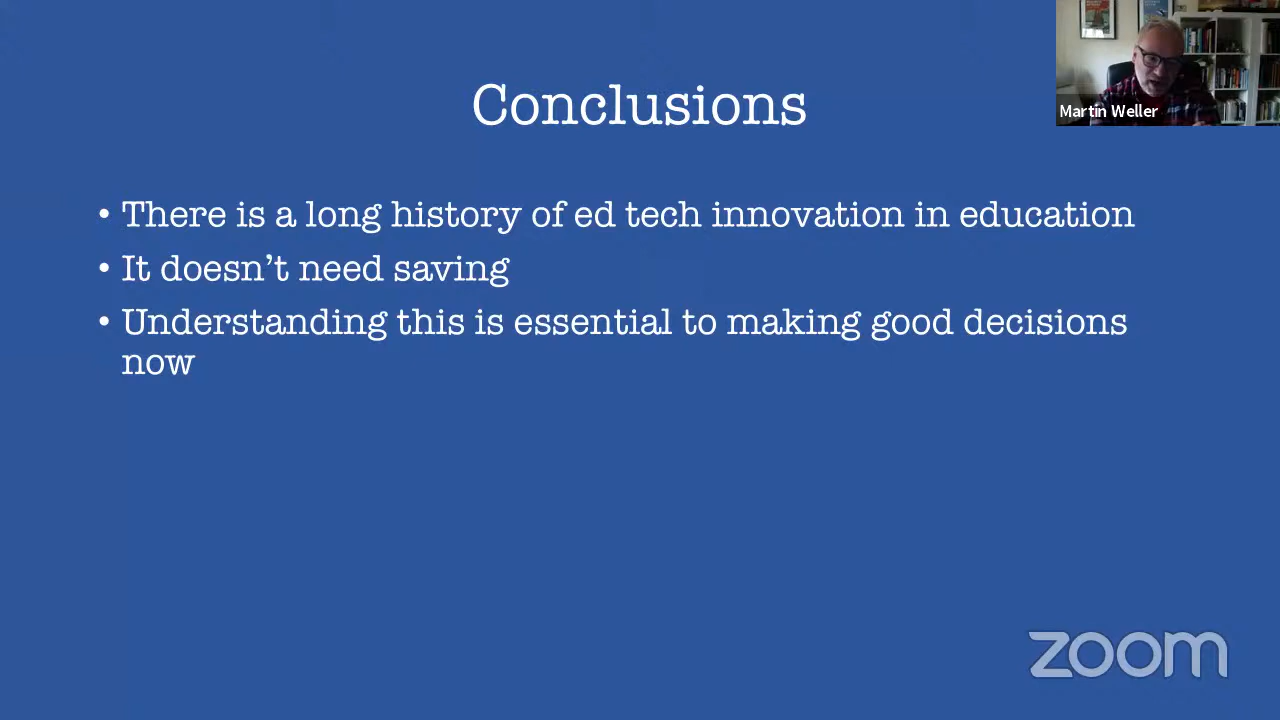 Conclusions
Martin Weller
• There is a long history of ed tech innovation in education
• It doesn’t need saving
• Understanding this is essential to making good decisions
now
zoom